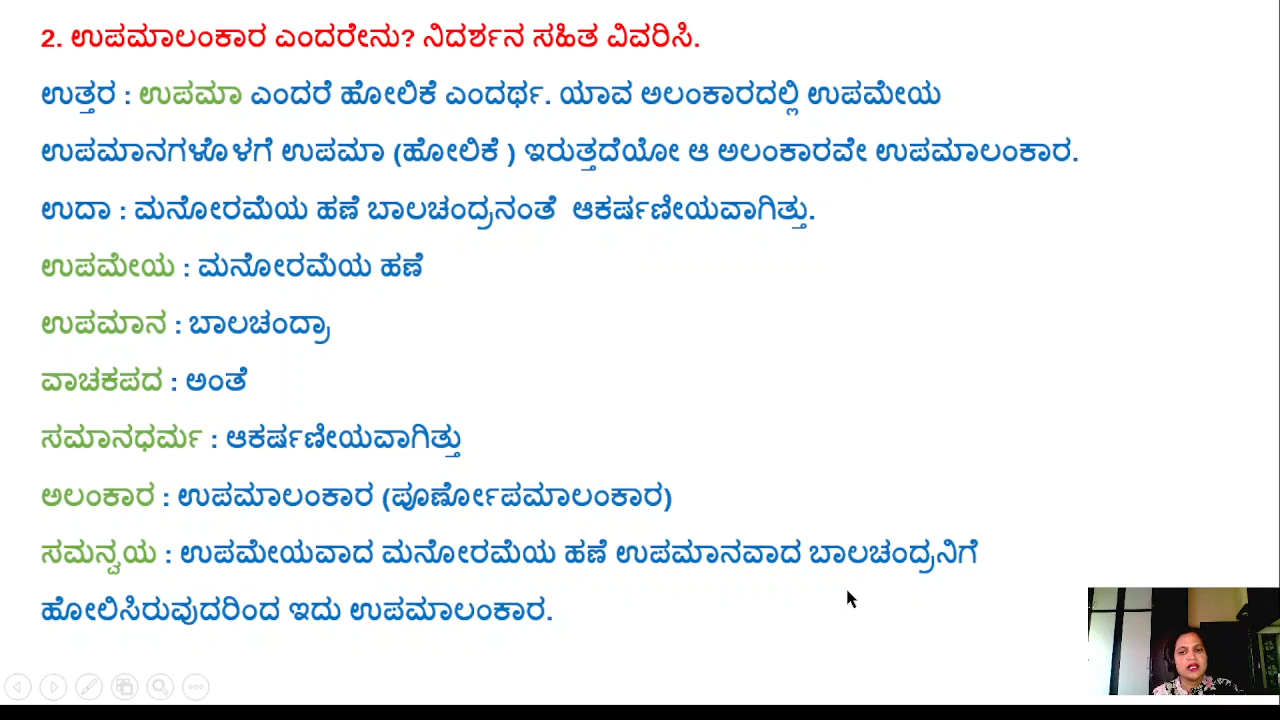 2. ಉಪಮಾಲಂಕಾರ ಎಂದರೇನು? ನಿದರ್ಶನ ಸಹಿತ ವಿವರಿಸಿ.
ಉತ್ತರ : ಉಪಮಾ ಎಂದರೆ ಹೋಲಿಕೆ ಎಂದರ್ಥ. ಯಾವ ಅಲಂಕಾರದಲ್ಲಿ ಉಪಮೇಯ
ಉಪಮಾನಗಳೊಳಗೆ ಉಪಮಾ (ಹೋಲಿಕೆ ) ಇರುತ್ತದೆಯೋ ಆ ಅಲಂಕಾರವೇ ಉಪಮಾಲಂಕಾರ.
ಉದಾ : ಮನೋರಮೆಯ ಹಣೆ ಬಾಲಚಂದ್ರನಂತೆ ಆಕರ್ಷಣೀಯವಾಗಿತ್ತು.
ಉಪಮೇಯ : ಮನೋರಮೆಯ ಹಣೆ
ಉಪಮಾನ : ಬಾಲಚಂದ್ರಾ
ವಾಚಕಪದ : ಅಂತೆ
ಸಮಾನಧರ್ಮ : ಆಕರ್ಷಣೀಯವಾಗಿತ್ತು
ಅಲಂಕಾರ : ಉಪಮಾಲಂಕಾರ (ಪೂರ್ಣೋಪಮಾಲಂಕಾರ)
ಸಮನ್ವಯ : ಉಪಮೇಯವಾದ ಮನೋರಮೆಯ ಹಣೆ ಉಪಮಾನವಾದ ಬಾಲಚಂದ್ರನಿಗೆ
ಹೋಲಿಸಿರುವುದರಿಂದ ಇದು ಉಪಮಾಲಂಕಾರ.